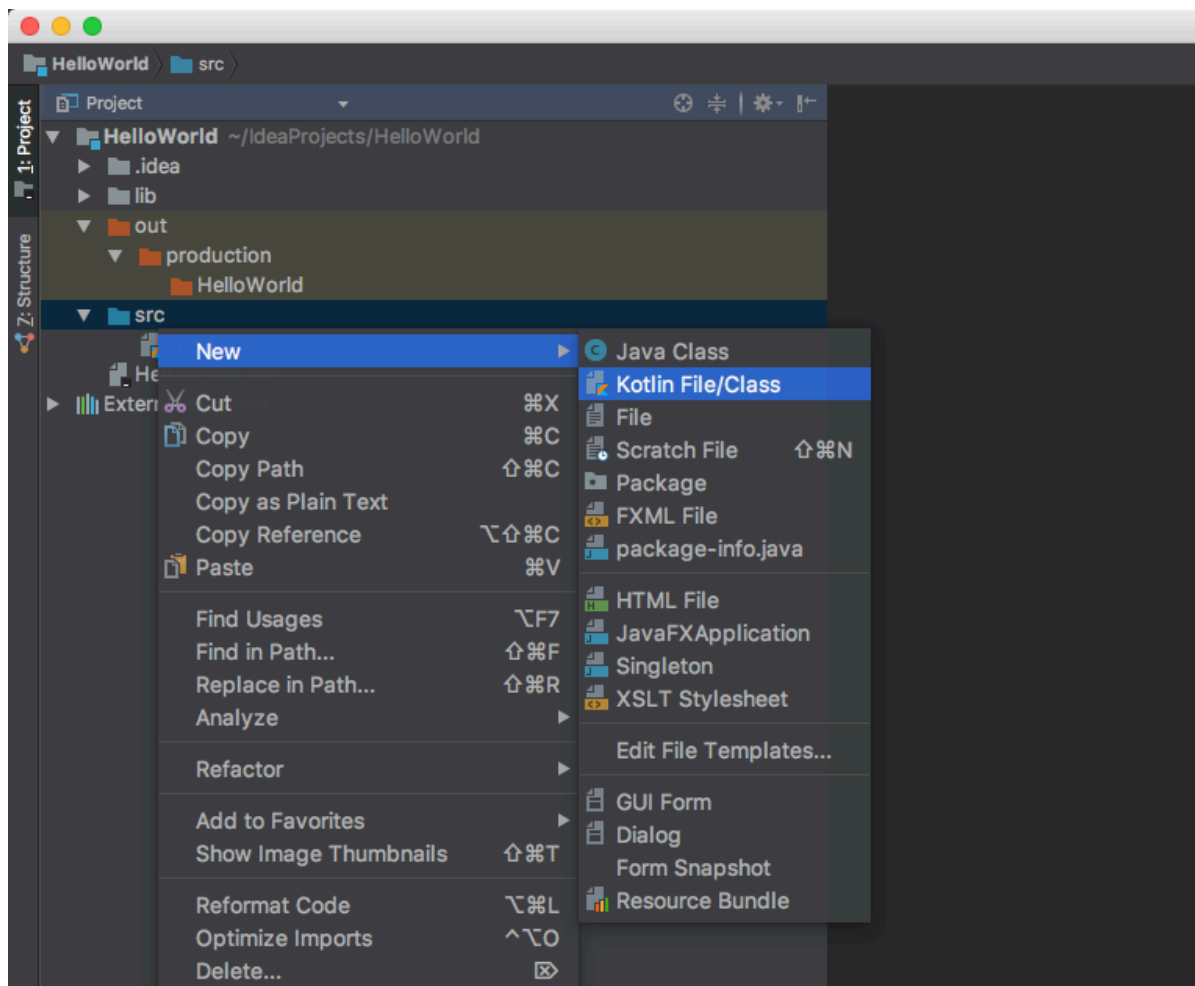 HelloWorld src
Project
1: Project
Z: Structure
HelloWorld ~/IdeaProjects/HelloWorld
.idea
lib
out
production
HelloWorld
src
New
Cut ⌘X
Copy ⌘C
Copy Path ⇧⌘C
Copy as Plain Text
Copy Reference ⌥⇧⌘C
Paste ⌘V
Find Usages ⌥F7
Find in Path... ⇧⌘F
Replace in Path... ⇧⌘R
Analyze
Refactor
Add to Favorites
Show Image Thumbnails ⇧⌘T
Reformat Code ⌥⌘L
Optimize Imports ^⌥O
Delete... ⌦
Java Class
Kotlin File/Class
File
Scratch File ⇧⌘N
Package
FXML File
package-info.java
HTML File
JavaFXApplication
Singleton
XSLT Stylesheet
Edit File Templates...
GUI Form
Dialog
Form Snapshot
Resource Bundle